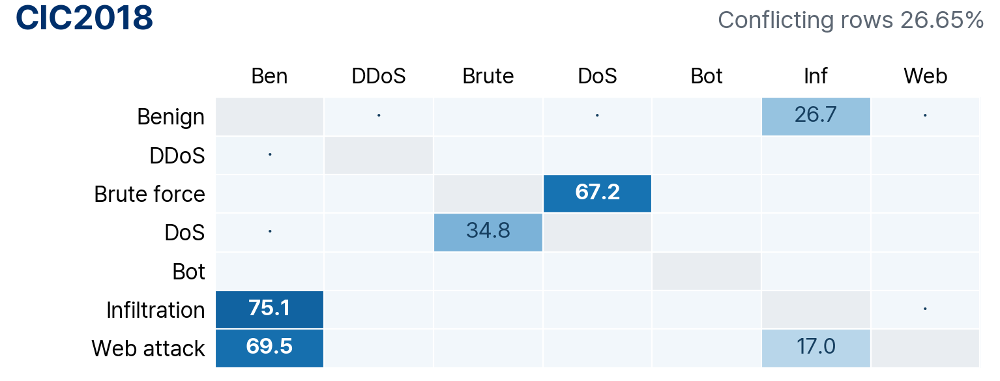 CIC2018 Conflicting rows 26.65%
Ben DDoS Brute DoS Bot Inf Web
Benign · · 26.7 ·
DDoS ·
Brute force 67.2
DoS · 34.8
Bot
Infiltration 75.1 ·
Web attack 69.5 17.0